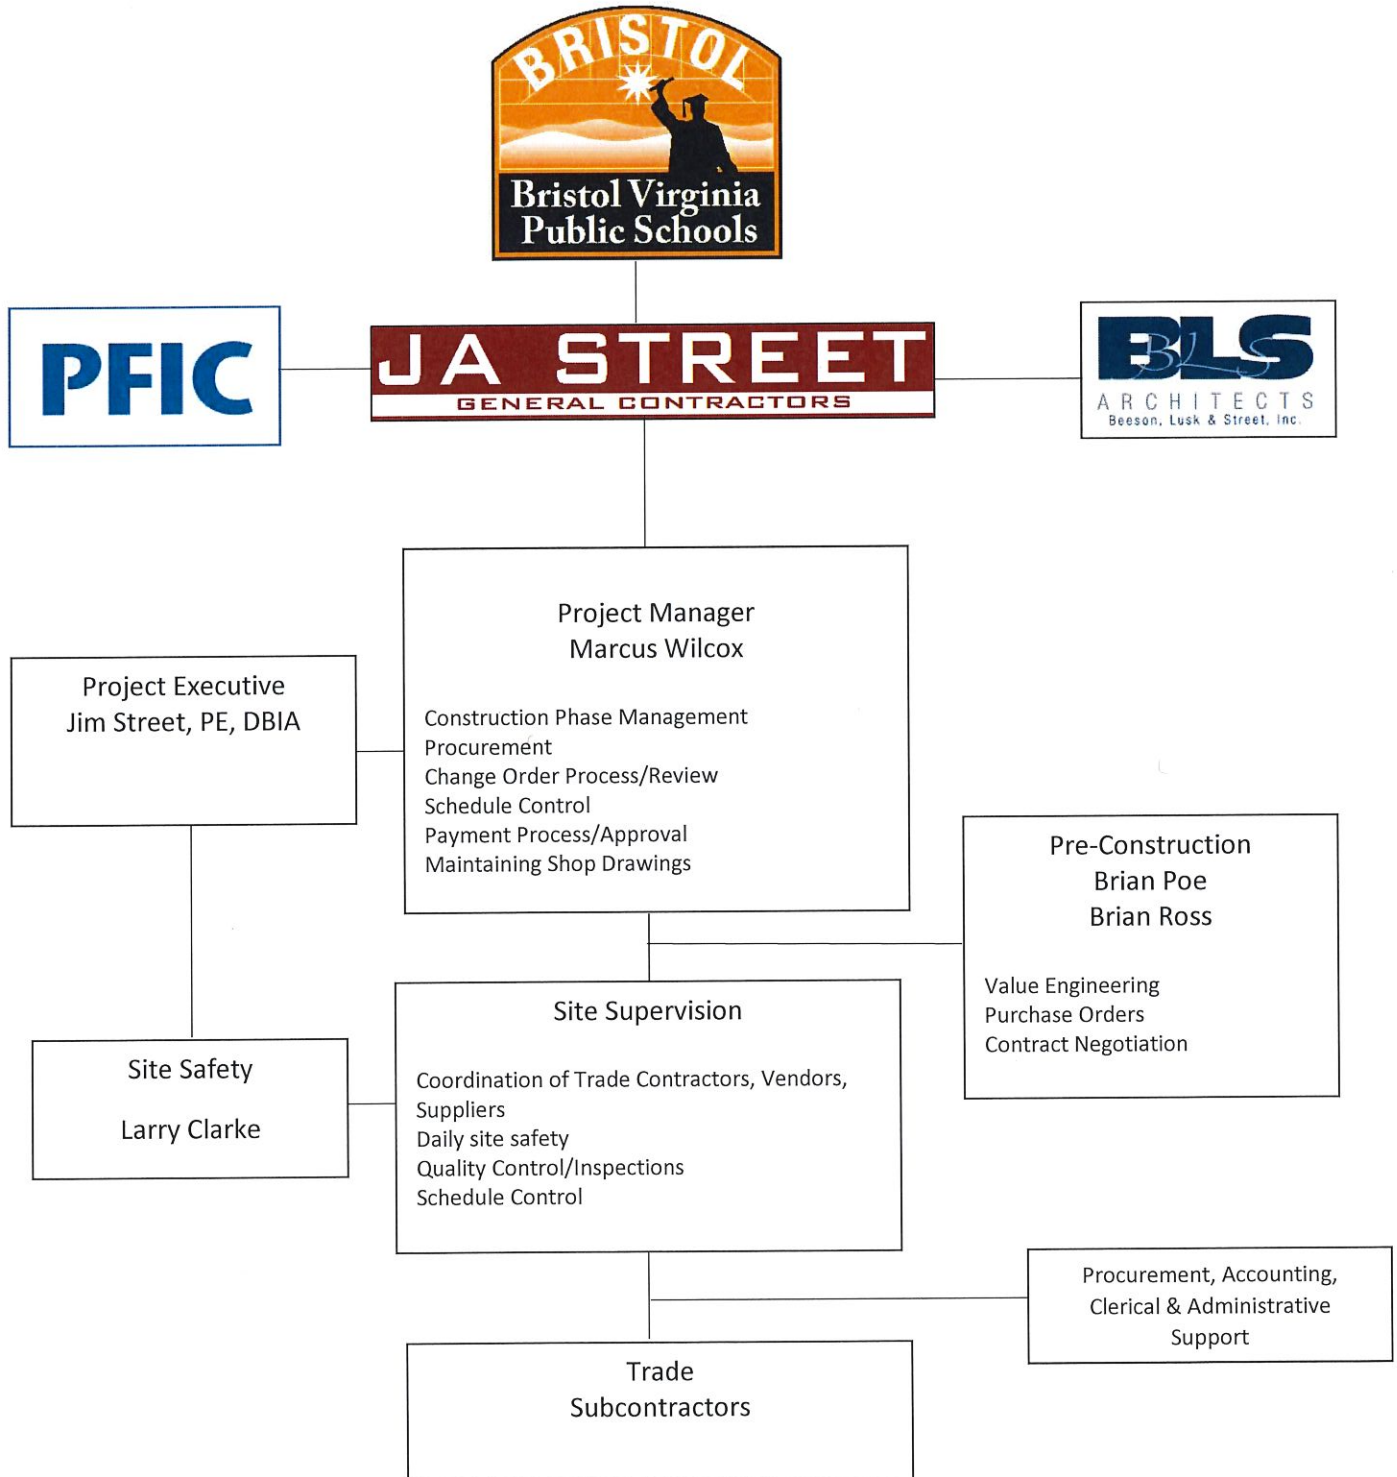 BRISTOL
Bristol Virginia
Public Schools
PFIC
JA STREET
GENERAL CONTRACTORS
BLS
BLS
ARCHITECTS
Beeson, Lusk & Street, Inc.
Project Manager
Marcus Wilcox
Construction Phase Management
Procurement
Change Order Process/Review
Schedule Control
Payment Process/Approval
Maintaining Shop Drawings
Project Executive
Jim Street, PE, DBIA
Pre-Construction
Brian Poe
Brian Ross
Value Engineering
Purchase Orders
Contract Negotiation
Site Supervision
Coordination of Trade Contractors, Vendors,
Suppliers
Daily site safety
Quality Control/Inspections
Schedule Control
Site Safety
Larry Clarke
Procurement, Accounting,
Clerical & Administrative
Support
Trade
Subcontractors